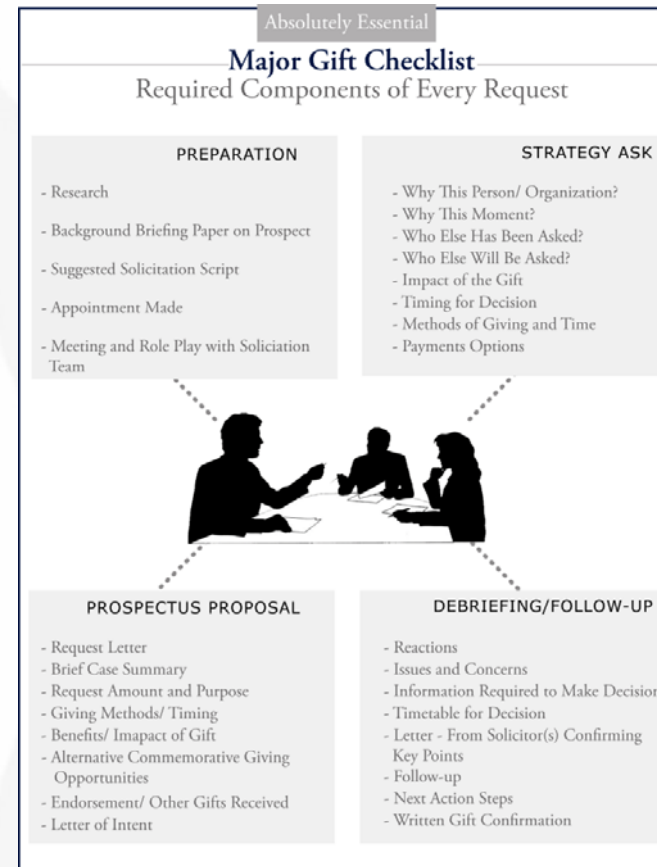 Absolutely Essential
Major Gift Checklist
Required Components of Every Request
PREPARATION
- Research
- Background Briefing Paper on Prospect
- Suggested Solicitation Script
- Appointment Made
- Meeting and Role Play with Soliciation
Team
STRATEGY ASK
- Why This Person/ Organization?
- Why This Moment?
- Who Else Has Been Asked?
- Who Else Will Be Asked?
- Impact of the Gift
- Timing for Decision
- Methods of Giving and Time
- Payments Options
PROSPECTUS PROPOSAL
- Request Letter
- Brief Case Summary
- Request Amount and Purpose
- Giving Methods/ Timing
- Benefits/ Imapact of Gift
- Alternative Commemorative Giving
Opportunities
- Endorsement/ Other Gifts Received
- Letter of Intent
DEBRIEFING/FOLLOW-UP
- Reactions
- Issues and Concerns
- Information Required to Make Decision
- Timetable for Decision
- Letter - From Solicitor(s) Confirming
Key Points
- Follow-up
- Next Action Steps
- Written Gift Confirmation